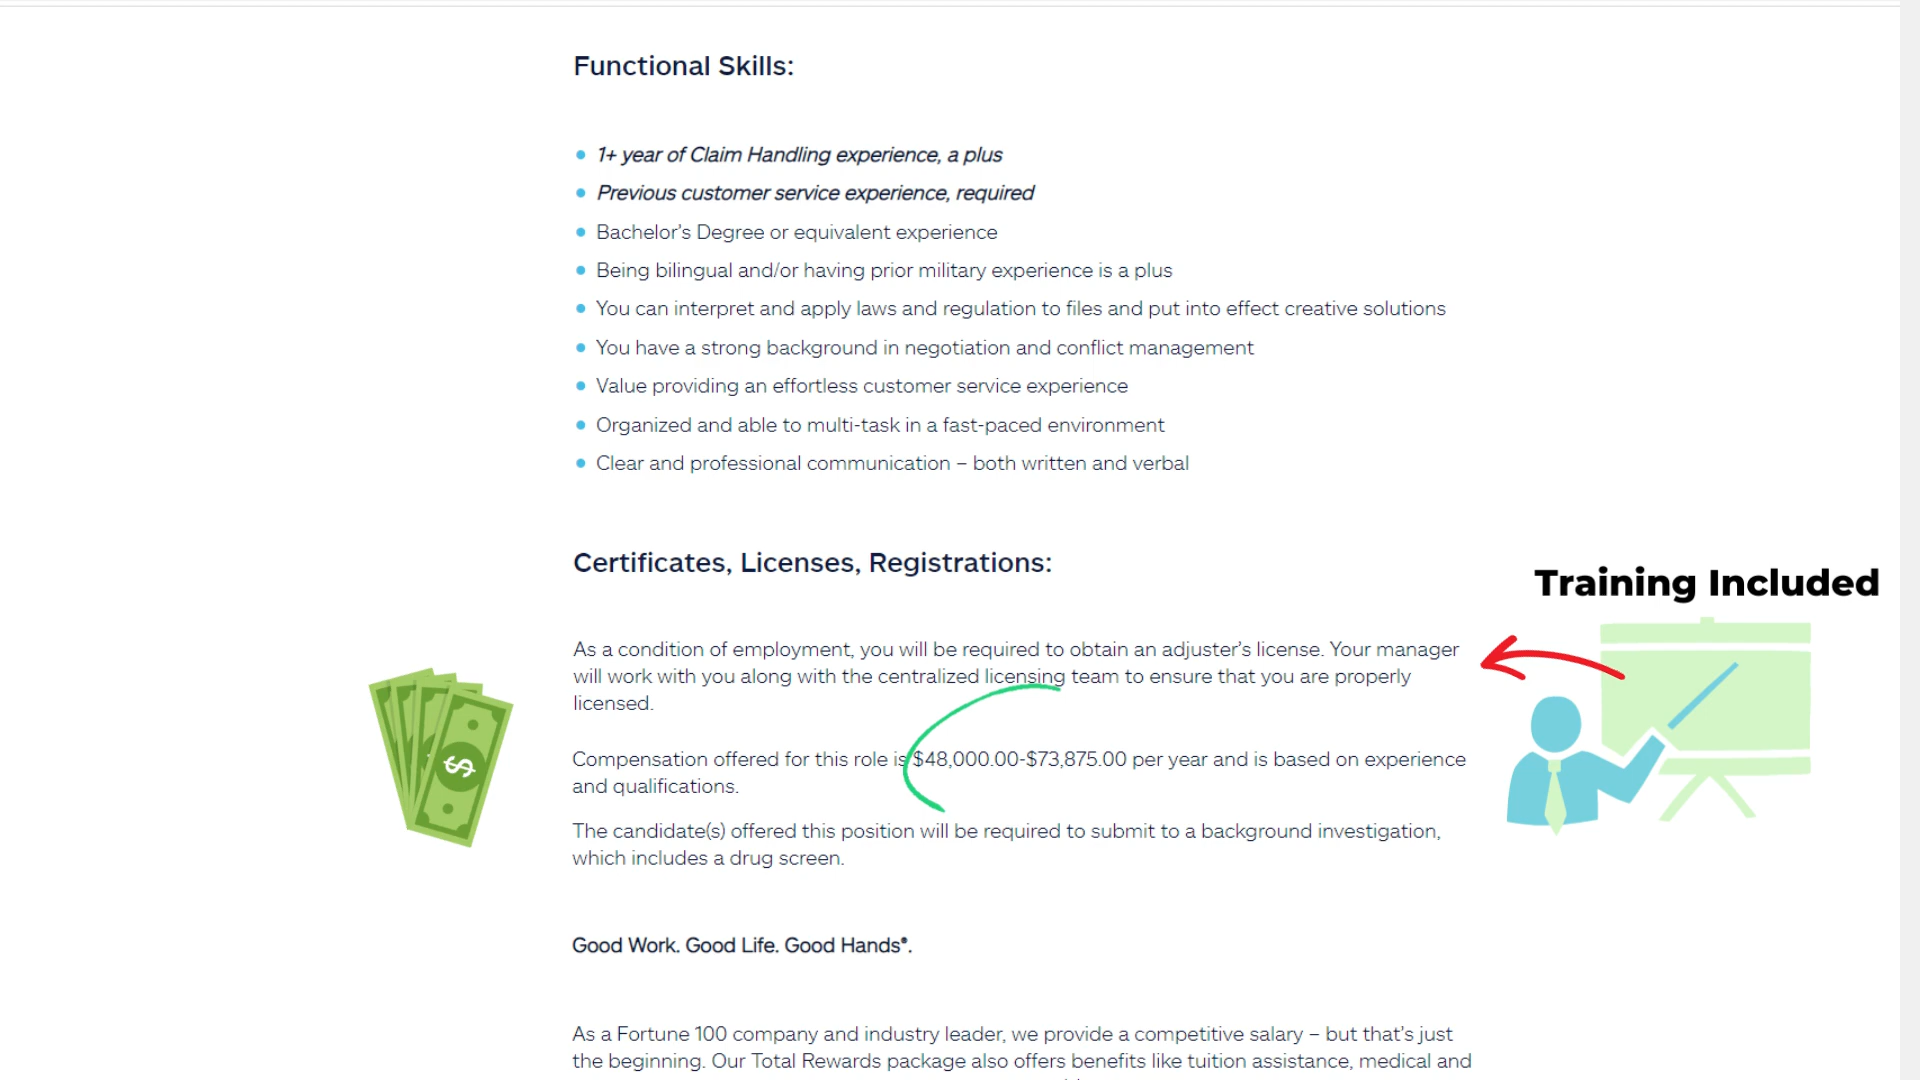 Functional Skills:
1+ year of Claim Handling experience, a plus
Previous customer service experience, required
Bachelor's Degree or equivalent experience
Being bilingual and/or having prior military experience is a plus
You can interpret and apply laws and regulation to files and put into effect creative solutions
You have a strong background in negotiation and conflict management
Value providing an effortless customer service experience
Organized and able to multi-task in a fast-paced environment
Clear and professional communication – both written and verbal
Certificates, Licenses, Registrations:
Training Included
As a condition of employment, you will be required to obtain an adjuster's license. Your manager
will work with you along with the centralized licensing team to ensure that you are properly
licensed.
Compensation offered for this role is $48,000.00-$73,875.00 per year and is based on experience
and qualifications.
$
The candidate(s) offered this position will be required to submit to a background investigation,
which includes a drug screen.
Good Work. Good Life. Good Hands®.
As a Fortune 100 company and industry leader, we provide a competitive salary – but that's just
the beginning. Our Total Rewards package also offers benefits like tuition assistance, medical and